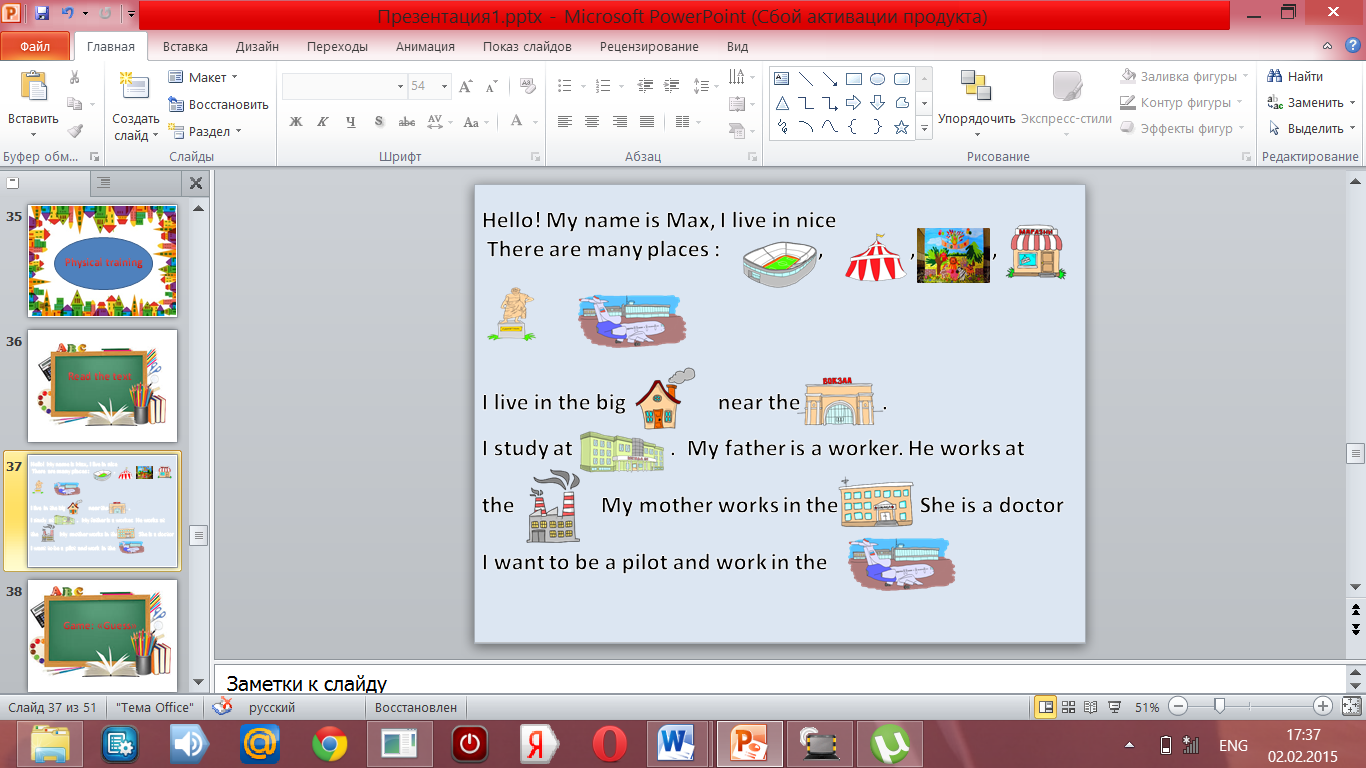 Презентация1.pptx - Microsoft PowerPoint (Сбой активации продукта)
Файл Главная Вставка Дизайн Переходы Анимация Показ слайдов Рецензирование Вид
Вставить
Буфер обм...
Создать слайд
Макет
Восстановить
Раздел
Слайды
54
Ж К Ч S abc AV Aa A
Шрифт
Абзац
Упорядочить
Экспресс-стили
Заливка фигуры
Контур фигуры
Эффекты фигур
Рисование
Найти
Заменить
Выделить
Редактирование
35
Physical training
36
Read the text
37
38
Game: «Guess»
Hello! My name is Max, I live in nice
There are many places : , , ,
МАГАЗИН
I live in the big near the .
ВОКЗАЛ
I study at . My father is a worker. He works at
the My mother works in the She is a doctor
I want to be a pilot and work in the
Заметки к слайду
Слайд 37 из 51 "Тема Office" русский Восстановлен 51%
ENG
17:37
02.02.2015